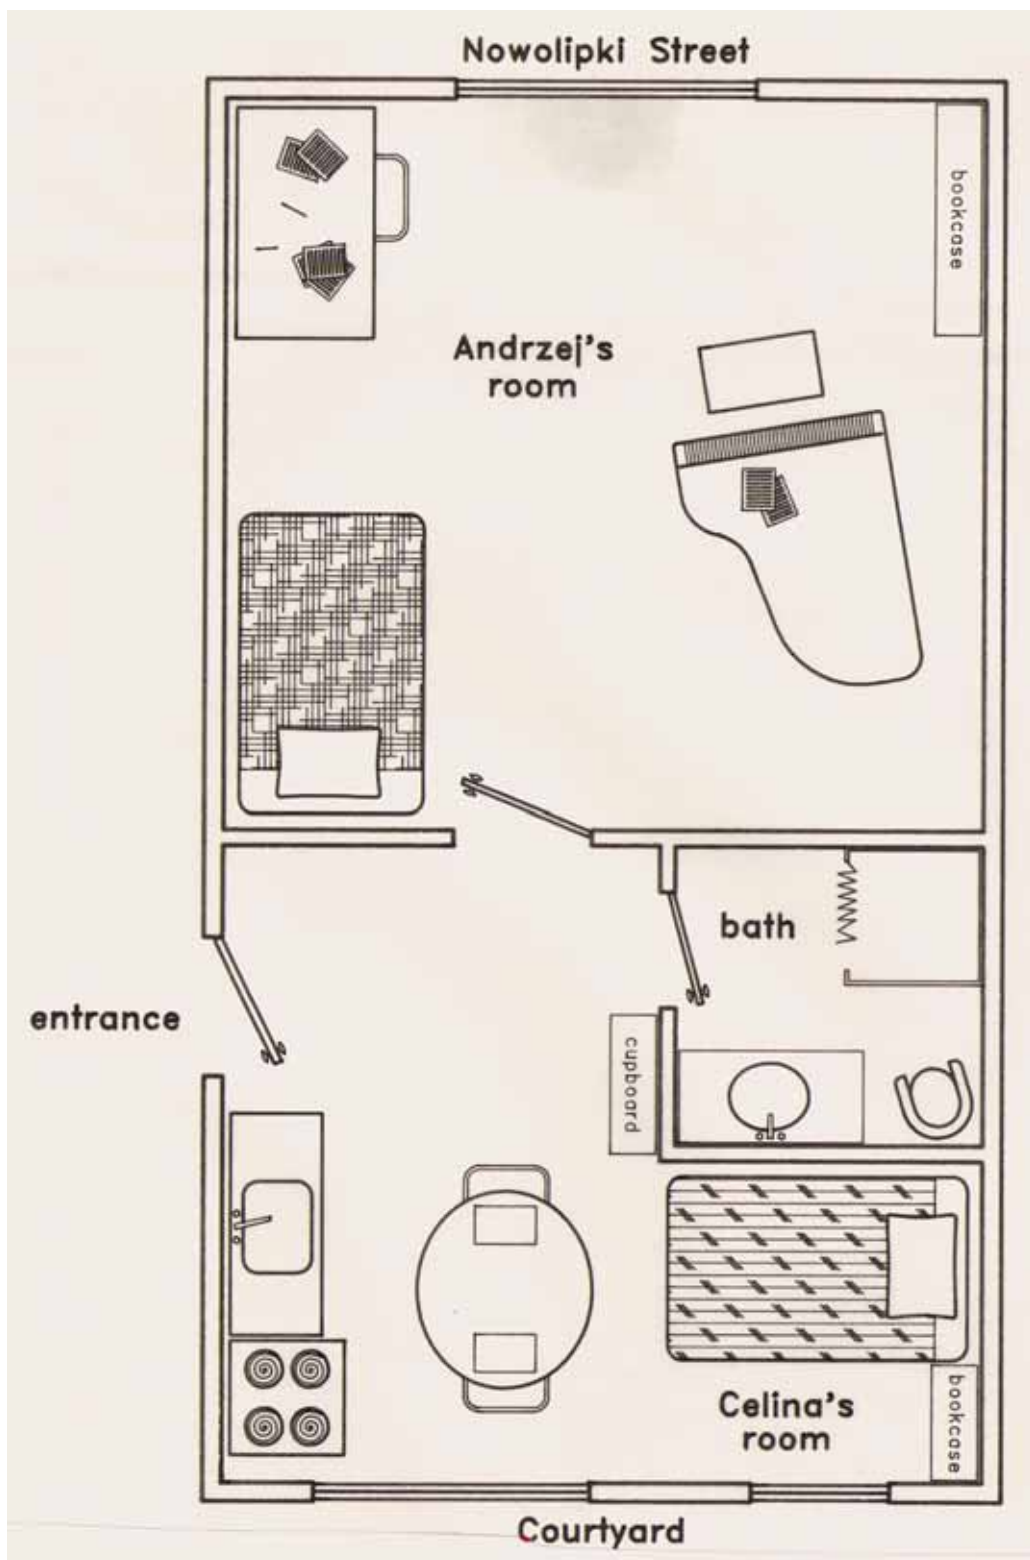 Nowolipki Street
bookcase
Andrzej's
room
bath
entrance
cupboard
Celina's
room
bookcase
Courtyard